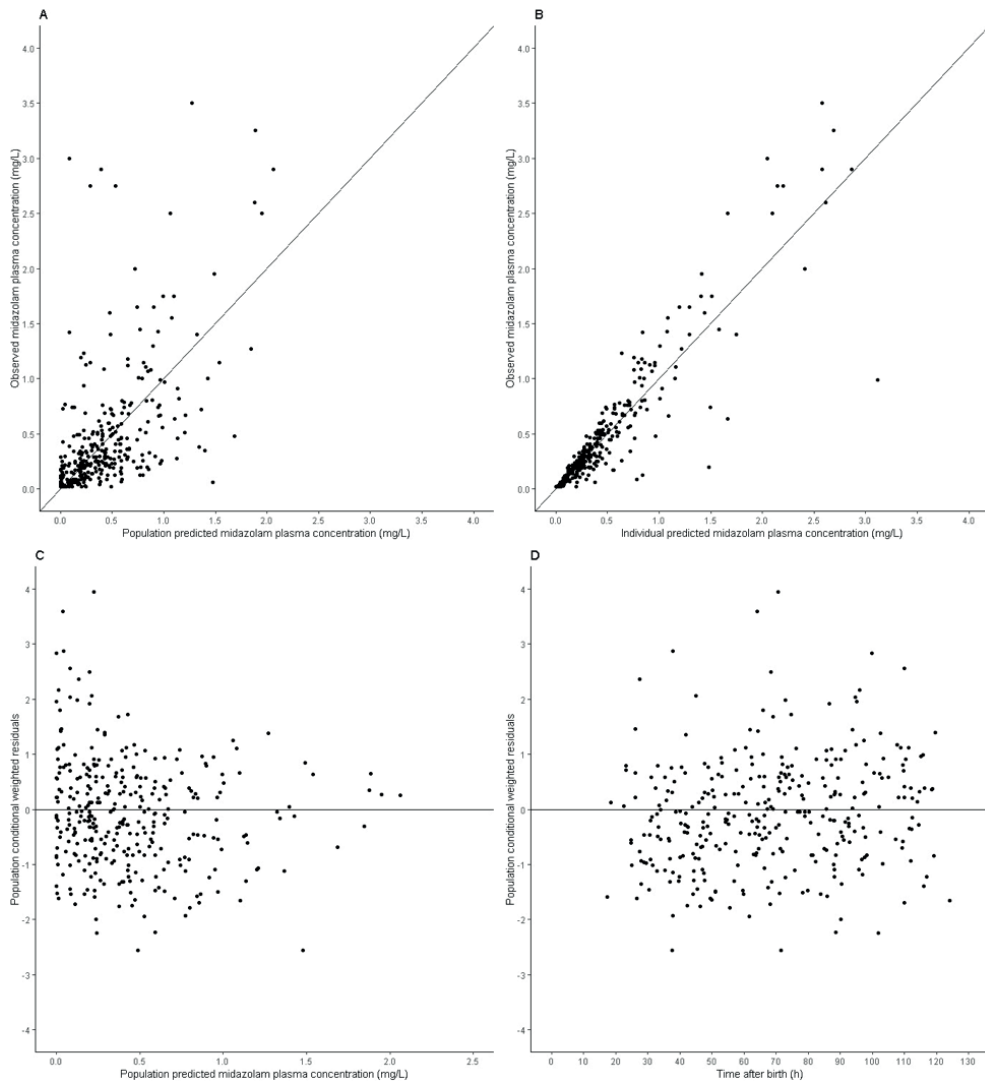 A
4.0
3.5
3.0
2.5
2.0
1.5
1.0
0.5
0.0
Observed midazolam plasma concentration (mg/L)
0.0 0.5 1.0 1.5 2.0 2.5 3.0 3.5 4.0
Population predicted midazolam plasma concentration (mg/L)
B
4.0
3.5
3.0
2.5
2.0
1.5
1.0
0.5
0.0
Observed midazolam plasma concentration (mg/L)
0.0 0.5 1.0 1.5 2.0 2.5 3.0 3.5 4.0
Individual predicted midazolam plasma concentration (mg/L)
C
4
3
2
1
0
-1
-2
-3
-4
Population conditional weighted residuals
0.0 0.5 1.0 1.5 2.0 2.5
Population predicted midazolam plasma concentration (mg/L)
D
4
3
2
1
0
-1
-2
-3
-4
Population conditional weighted residuals
0 10 20 30 40 50 60 70 80 90 100 110 120 130
Time after birth (h)